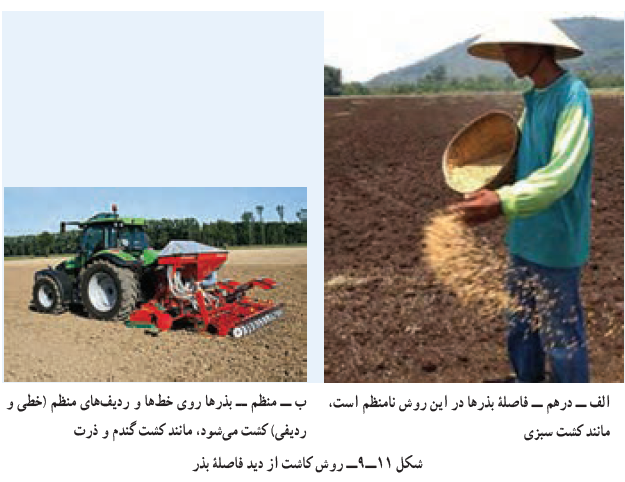 الف ــ درهم ــ فاصلهٔ بذرها در این روش نامنظم است،
مانند کشت سبزی
ب ــ منظم ــ بذرها روی خط‌ها و ردیف‌های منظم (خطی و
ردیفی) کشت می‌شود، مانند کشت گندم و ذرت
شکل ۱۱ــ۹ــ روش کاشت از دید فاصلهٔ بذر